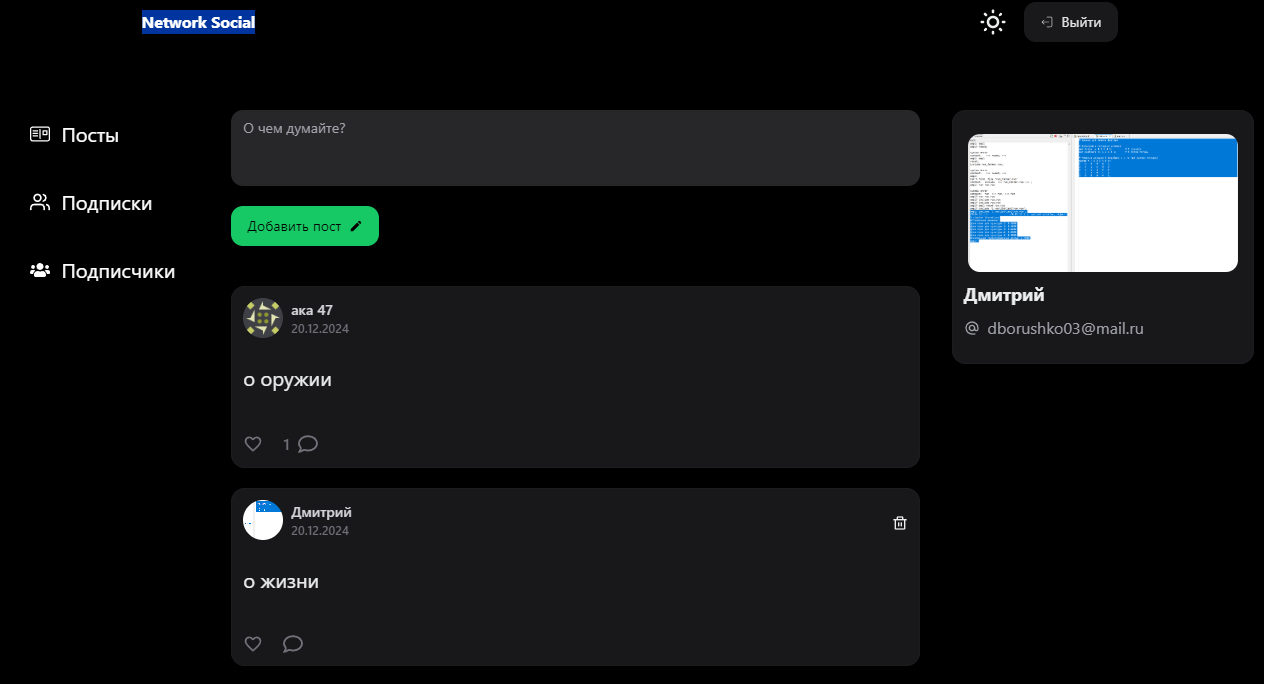 Network Social
Выйти
Посты
Подписки
Подписчики
О чем думайте?
Добавить пост
ака 47
20.12.2024
о оружии
1
Дмитрий
20.12.2024
о жизни
Дмитрий
dborushko03@mail.ru